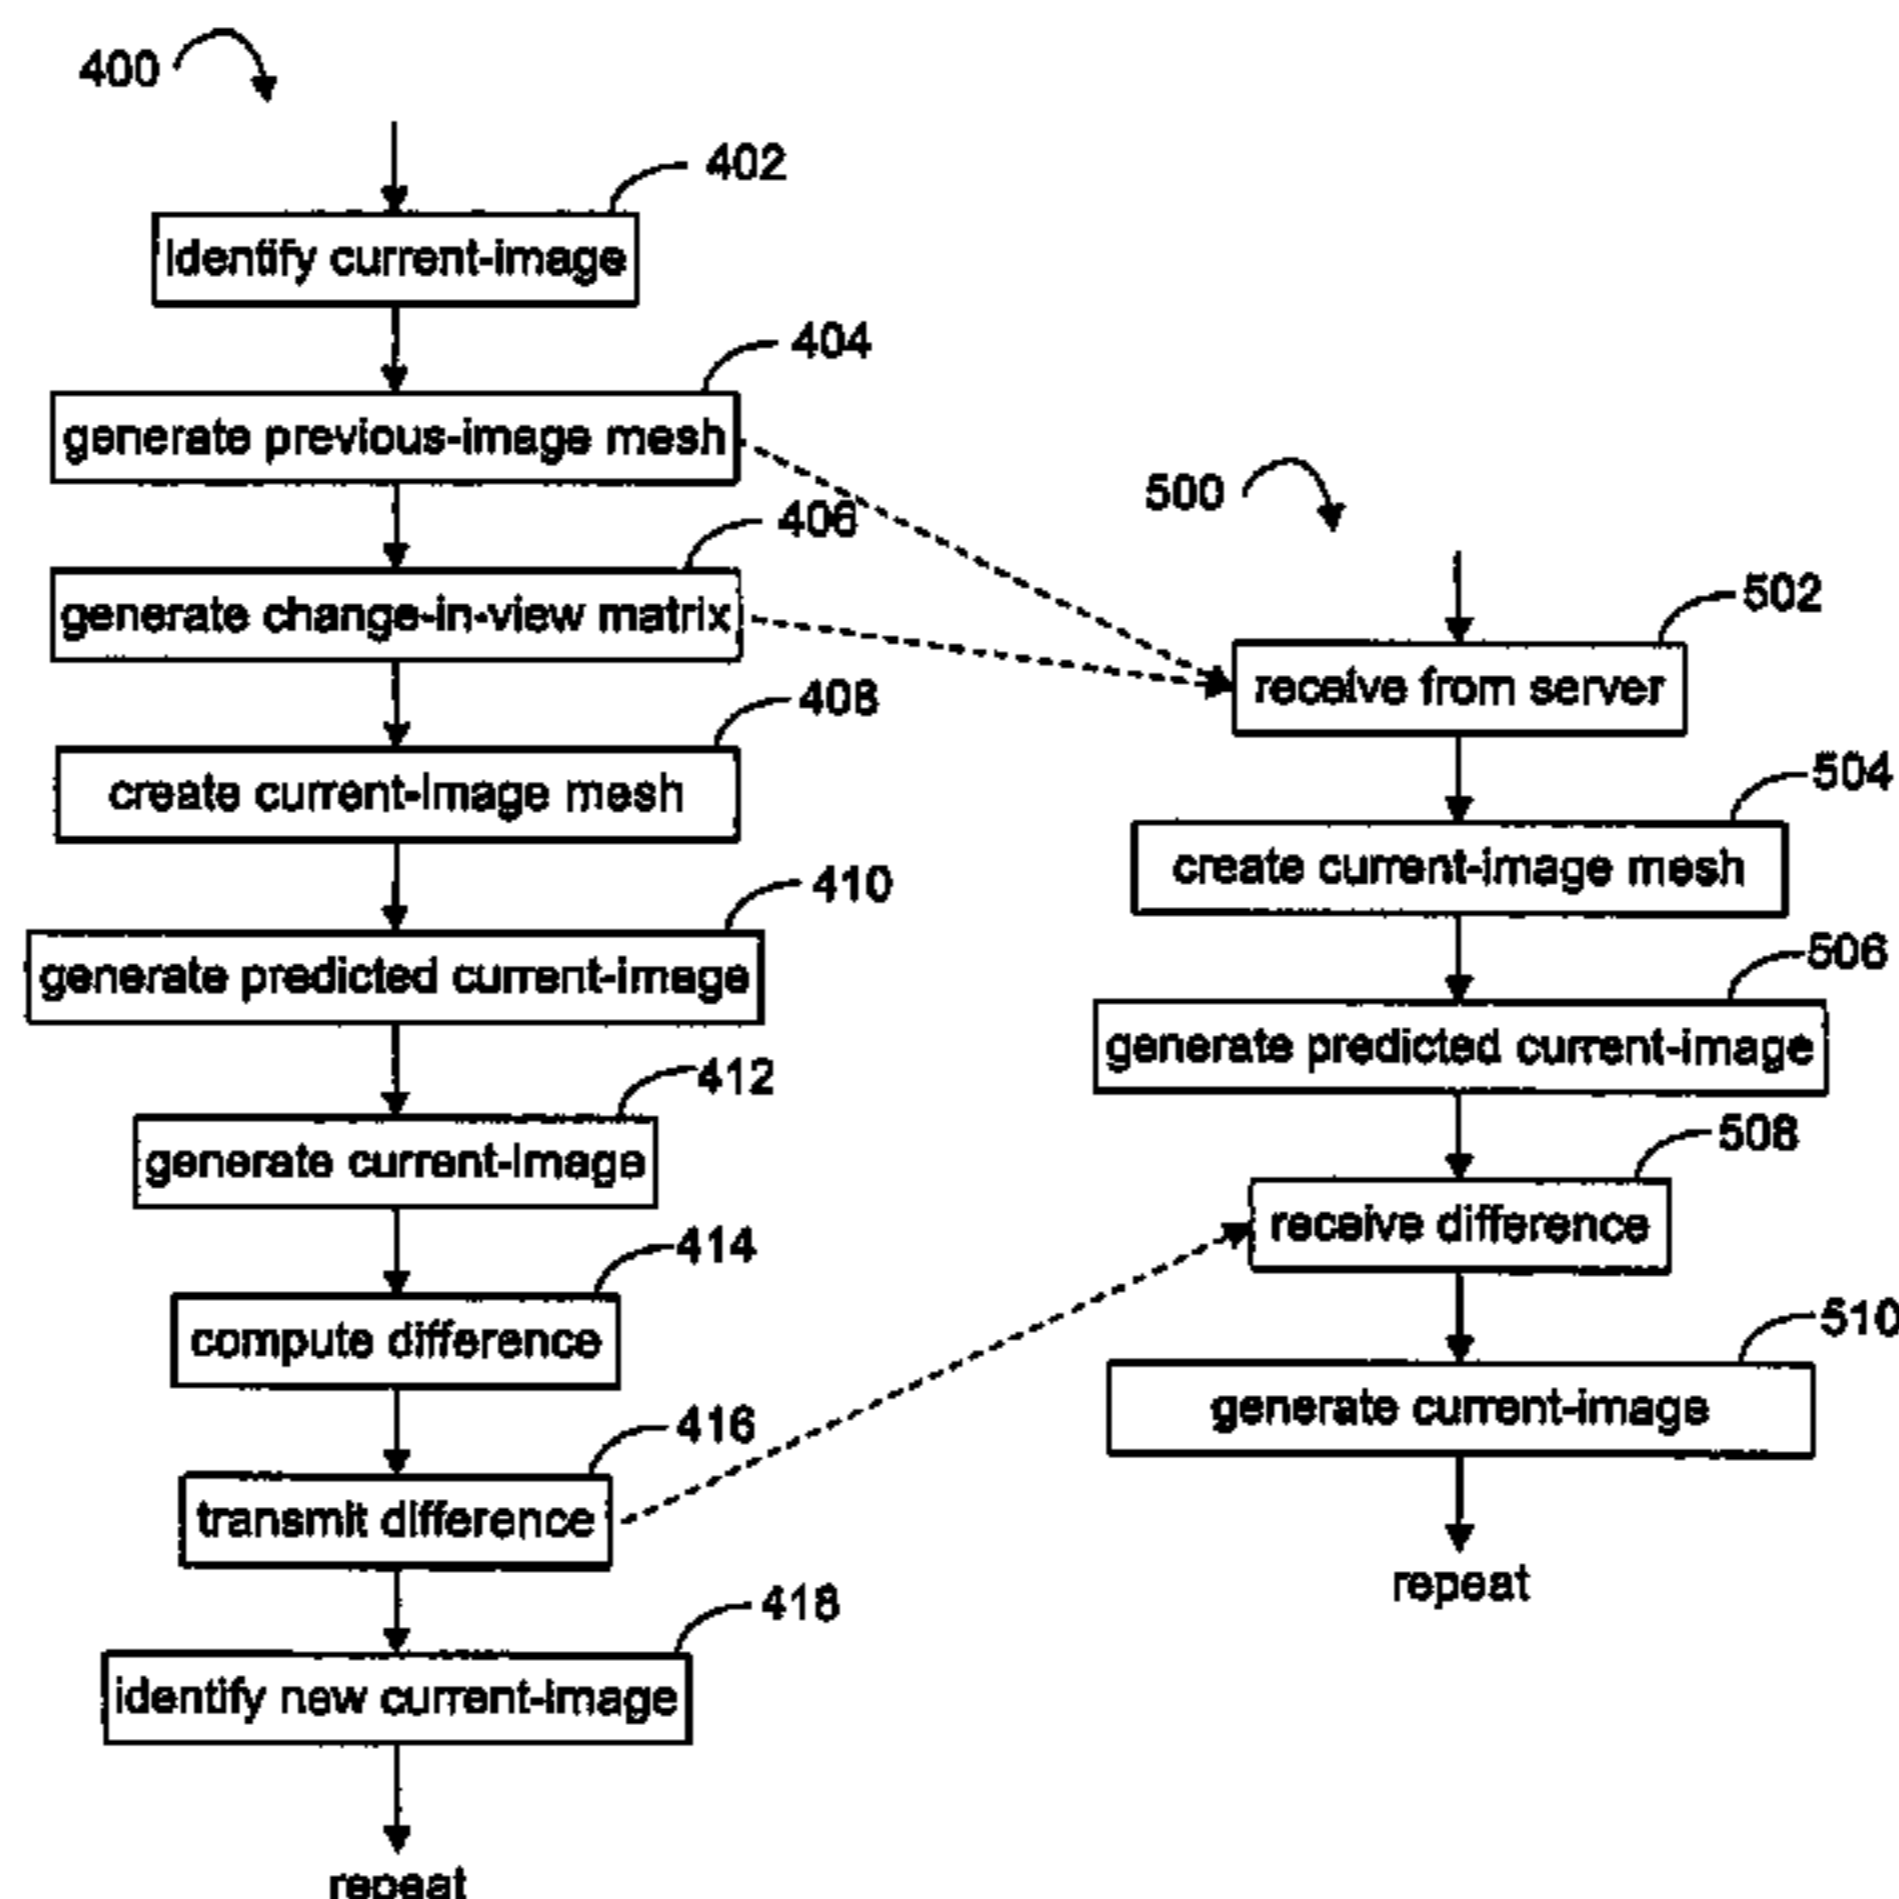 400
402
identify current-image
404
generate previous-image mesh
406
generate change-in-view matrix
408
create current-image mesh
410
generate predicted current-image
412
generate current-image
414
compute difference
416
transmit difference
418
identify new current-image
repeat
500
502
receive from server
504
create current-image mesh
506
generate predicted current-image
508
receive difference
510
generate current-image
repeat